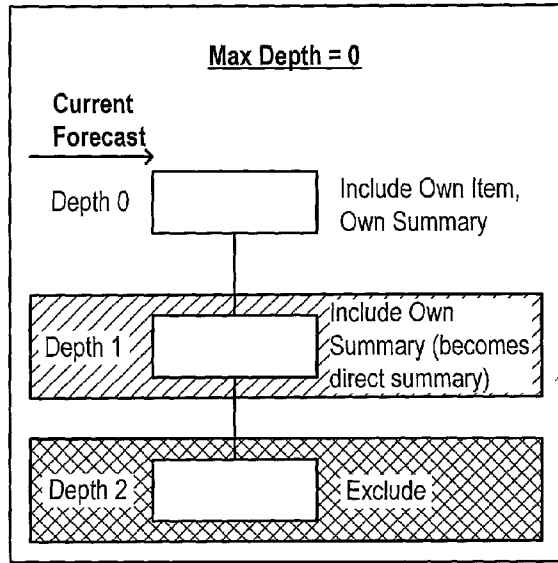 Max Depth = 0
Current
Forecast
Depth 0
Include Own Item,
Own Summary
Depth 1
Include Own
Summary (becomes
direct summary)
Depth 2
Exclude